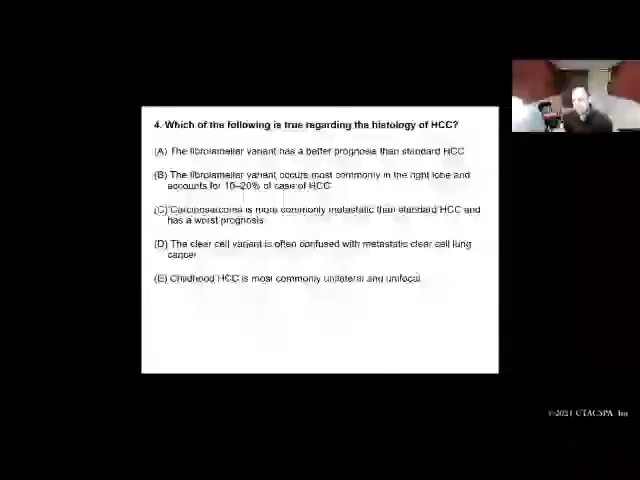 4. Which of the following is true regarding the histology of HCC?
(A) The fibrolamellar variant has a better prognosis than standard HCC
(B) The fibrolamellar variant occurs most commonly in the right lobe and
accounts for 10–20% of case of HCC
(C) Carcinosarcoma is more commonly metastatic than standard HCC and
has a worst prognosis
(D) The clear cell variant is often confused with metastatic clear cell lung
cancer
(E) Childhood HCC is most commonly unilateral and unifocal
©2021 CTACSPA, Inc